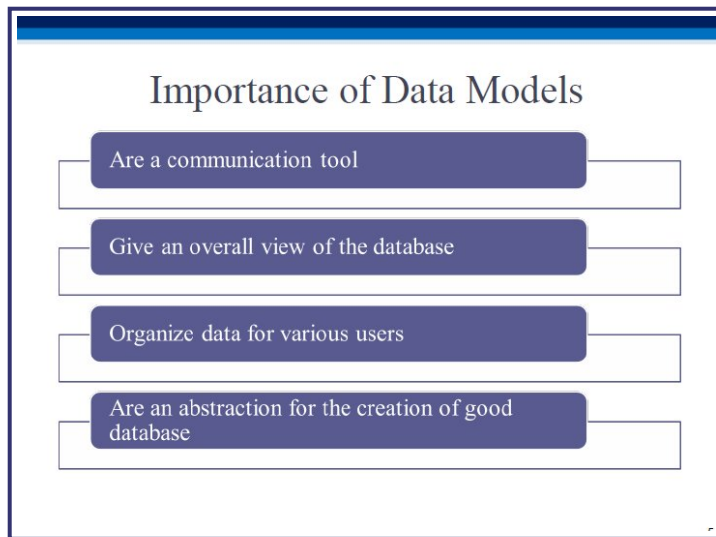 Importance of Data Models
Are a communication tool
Give an overall view of the database
Organize data for various users
Are an abstraction for the creation of good
database